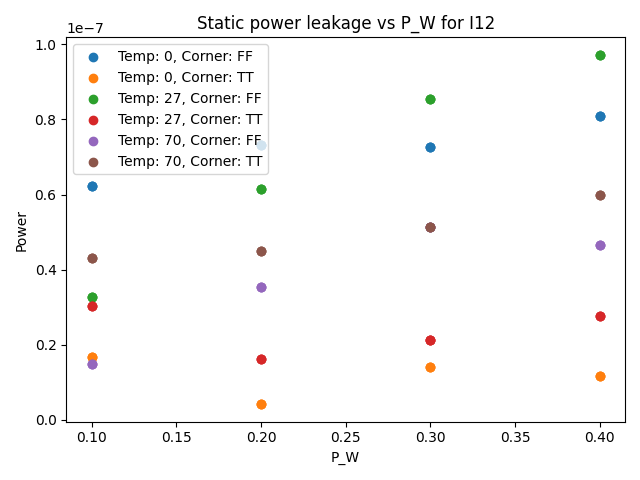 Static power leakage vs P_W for I12
1e−7
Temp: 0, Corner: FF
Temp: 0, Corner: TT
Temp: 27, Corner: FF
Temp: 27, Corner: TT
Temp: 70, Corner: FF
Temp: 70, Corner: TT
1.0
0.8
0.6
0.4
0.2
0.0
Power
0.10 0.15 0.20 0.25 0.30 0.35 0.40
P_W